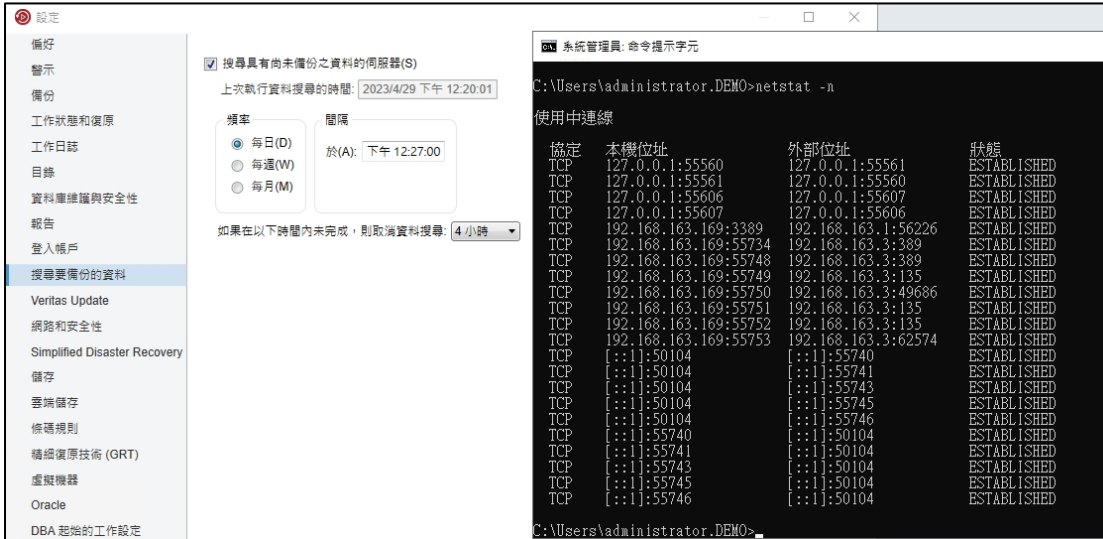 設定
偏好
警示
備份
工作狀態和復原
工作日誌
目錄
資料庫維護與安全性
報告
登入帳戶
搜尋要備份的資料
Veritas Update
網路和安全性
Simplified Disaster Recovery
儲存
雲端儲存
條碼規則
精細復原技術 (GRT)
虛擬機器
Oracle
DBA 起始的工作設定
搜尋具有尚未備份之資料的伺服器(S)
上次執行資料搜尋的時間: 2023/4/29 下午 12:20:01
頻率
每日(D)
每週(W)
每月(M)
間隔
於(A): 下午 12:27:00
如果在以下時間內未完成，則取消資料搜尋: 4 小時
系統管理員: 命令提示字元
C:\Users\administrator.DEMO>netstat -n
使用中連線
協定 本機位址 外部位址 狀態
TCP 127.0.0.1:55560 127.0.0.1:55561 ESTABLISHED
TCP 127.0.0.1:55561 127.0.0.1:55560 ESTABLISHED
TCP 127.0.0.1:55606 127.0.0.1:55607 ESTABLISHED
TCP 127.0.0.1:55607 127.0.0.1:55606 ESTABLISHED
TCP 192.168.163.169:3389 192.168.163.1:56226 ESTABLISHED
TCP 192.168.163.169:55734 192.168.163.3:389 ESTABLISHED
TCP 192.168.163.169:55748 192.168.163.3:389 ESTABLISHED
TCP 192.168.163.169:55749 192.168.163.3:135 ESTABLISHED
TCP 192.168.163.169:55750 192.168.163.3:49686 ESTABLISHED
TCP 192.168.163.169:55751 192.168.163.3:135 ESTABLISHED
TCP 192.168.163.169:55752 192.168.163.3:135 ESTABLISHED
TCP 192.168.163.169:55753 192.168.163.3:62574 ESTABLISHED
TCP [::1]:50104 [::1]:55740 ESTABLISHED
TCP [::1]:50104 [::1]:55741 ESTABLISHED
TCP [::1]:50104 [::1]:55743 ESTABLISHED
TCP [::1]:50104 [::1]:55745 ESTABLISHED
TCP [::1]:50104 [::1]:55746 ESTABLISHED
TCP [::1]:55740 [::1]:50104 ESTABLISHED
TCP [::1]:55741 [::1]:50104 ESTABLISHED
TCP [::1]:55743 [::1]:50104 ESTABLISHED
TCP [::1]:55745 [::1]:50104 ESTABLISHED
TCP [::1]:55746 [::1]:50104 ESTABLISHED
C:\Users\administrator.DEMO>